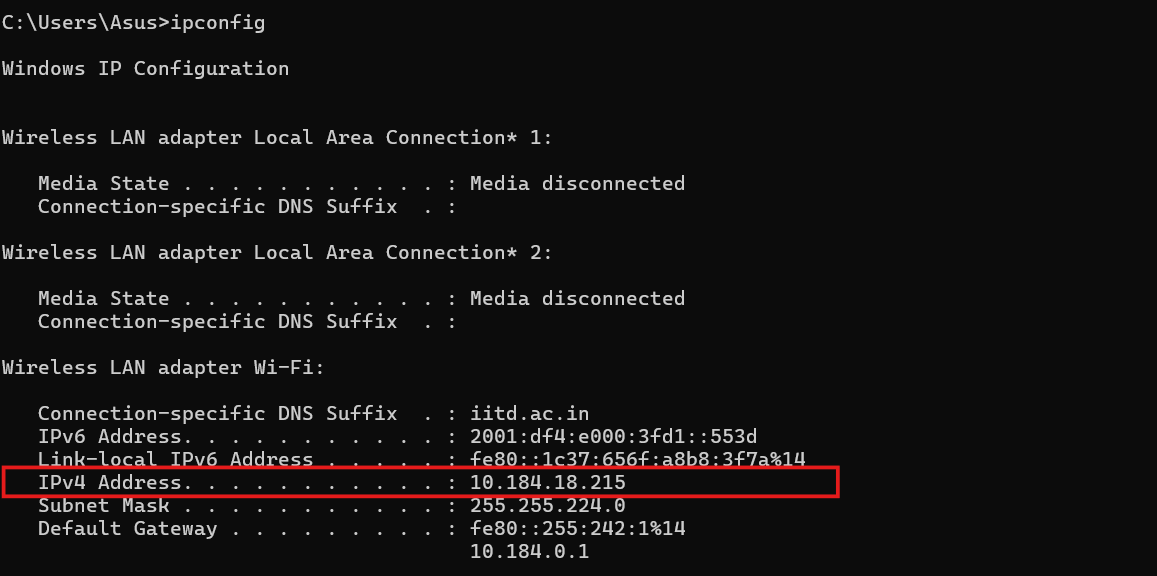 C:\Users\Asus>ipconfig
Windows IP Configuration
Wireless LAN adapter Local Area Connection* 1:
Media State . . . . . . . . . . . : Media disconnected
Connection-specific DNS Suffix  . :
Wireless LAN adapter Local Area Connection* 2:
Media State . . . . . . . . . . . : Media disconnected
Connection-specific DNS Suffix  . :
Wireless LAN adapter Wi-Fi:
Connection-specific DNS Suffix  . : iitd.ac.in
IPv6 Address. . . . . . . . . . . : 2001:df4:e000:3fd1::553d
Link-local IPv6 Address . . . . . : fe80::1c37:656f:a8b8:3f7a%14
IPv4 Address. . . . . . . . . . . : 10.184.18.215
Subnet Mask . . . . . . . . . . . : 255.255.224.0
Default Gateway . . . . . . . . . : fe80::255:242:1%14
10.184.0.1